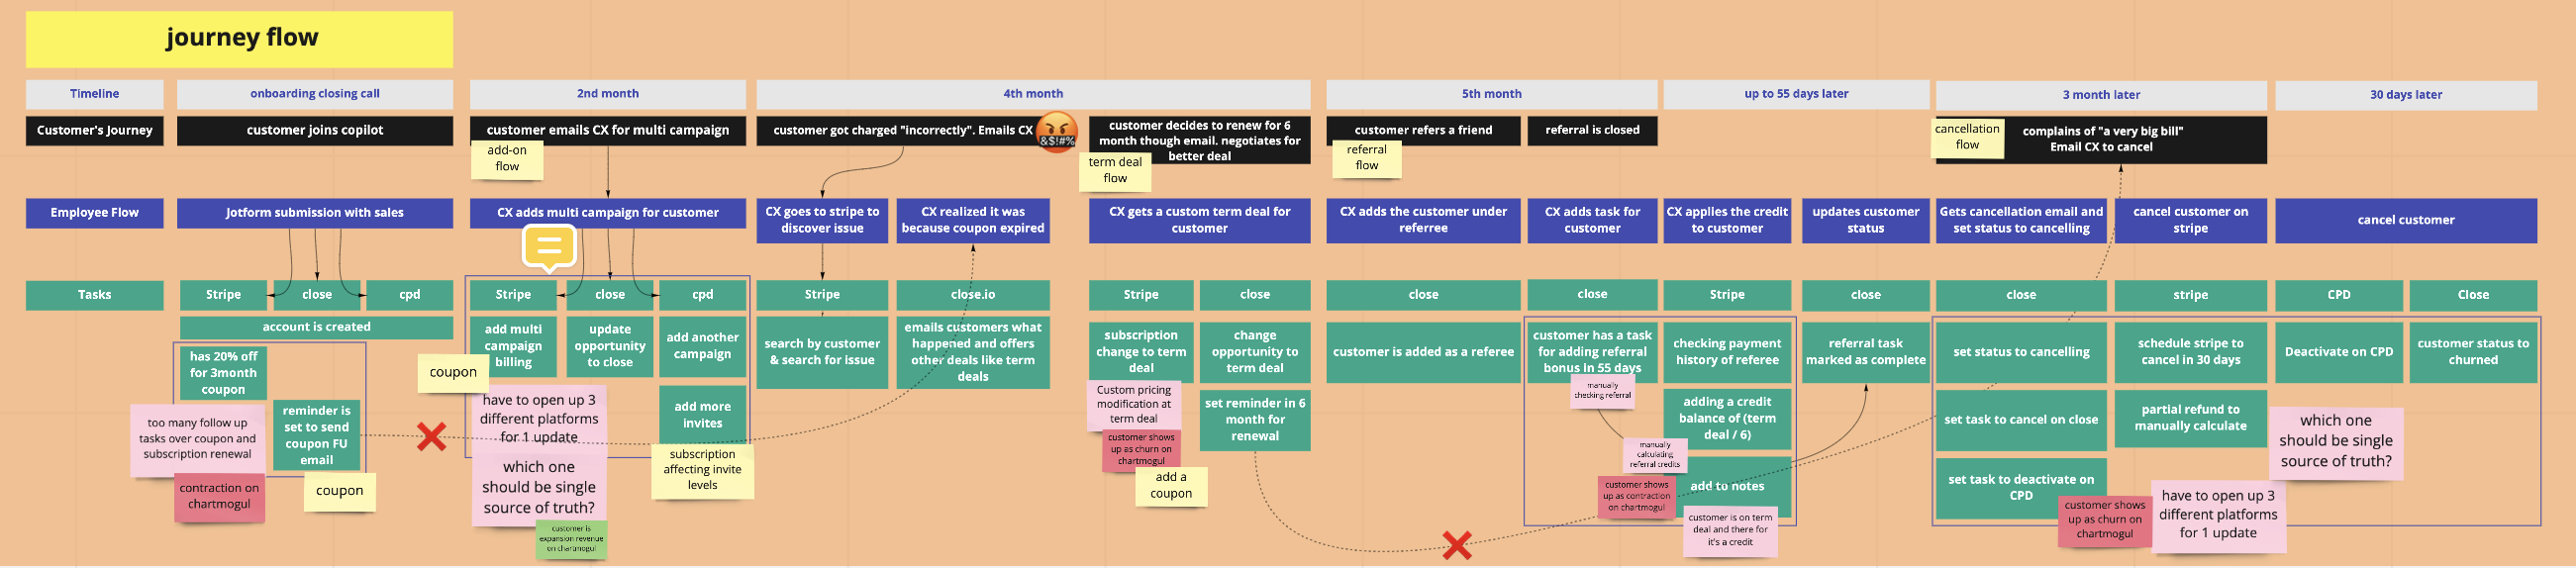 journey flow
Timeline
onboarding closing call
2nd month
4th month
5th month
up to 55 days later
3 month later
30 days later
Customer's Journey
customer joins copilot
customer emails CX for multi campaign
customer got charged "incorrectly". Emails CX
&$!#%
customer decides to renew for 6
month though email. negotiates for
better deal
customer refers a friend
referral is closed
complains of "a very big bill"
Email CX to cancel
add-on
flow
term deal
flow
referral
flow
cancellation
flow
Employee Flow
Jotform submission with sales
CX adds multi campaign for customer
CX goes to stripe to
discover issue
CX realized it was
because coupon expired
CX gets a custom term deal for
customer
CX adds the customer under
referree
CX adds task for
customer
CX applies the credit
to customer
updates customer
status
Gets cancellation email and
set status to cancelling
cancel customer on
stripe
cancel customer
Tasks
Stripe
close
cpd
Stripe
close
cpd
Stripe
close.io
Stripe
close
close
close
Stripe
close
close
stripe
CPD
Close
account is created
has 20% off
for 3month
coupon
reminder is
set to send
coupon FU
email
too many follow up
tasks over coupon and
subscription renewal
contraction on
chartmogul
coupon
add multi
campaign
billing
update
opportunity
to close
add another
campaign
add more
invites
coupon
have to open up 3
different platforms
for 1 update
which one
should be single
source of truth?
customer is
expansion revenue
on chartmogul
subscription
affecting invite
levels
search by customer
& search for issue
emails customers what
happened and offers
other deals like term
deals
subscription
change to term
deal
change
opportunity to
term deal
Custom pricing
modification at
term deal
customer shows
up as churn on
chartmogul
add a
coupon
set reminder in 6
month for
renewal
customer is added as a referee
customer has a task
for adding referral
bonus in 55 days
manually
checking referral
checking payment
history of referee
adding a credit
balance of (term
deal / 6)
manually
calculating
referral credits
add to notes
customer shows
up as contraction
on chartmogul
customer is on term
deal and there for
it's a credit
referral task
marked as complete
set status to cancelling
set task to cancel on close
set task to deactivate on
CPD
schedule stripe to
cancel in 30 days
partial refund to
manually calculate
customer shows
up as churn on
chartmogul
have to open up 3
different platforms
for 1 update
Deactivate on CPD
customer status to
churned
which one
should be single
source of truth?